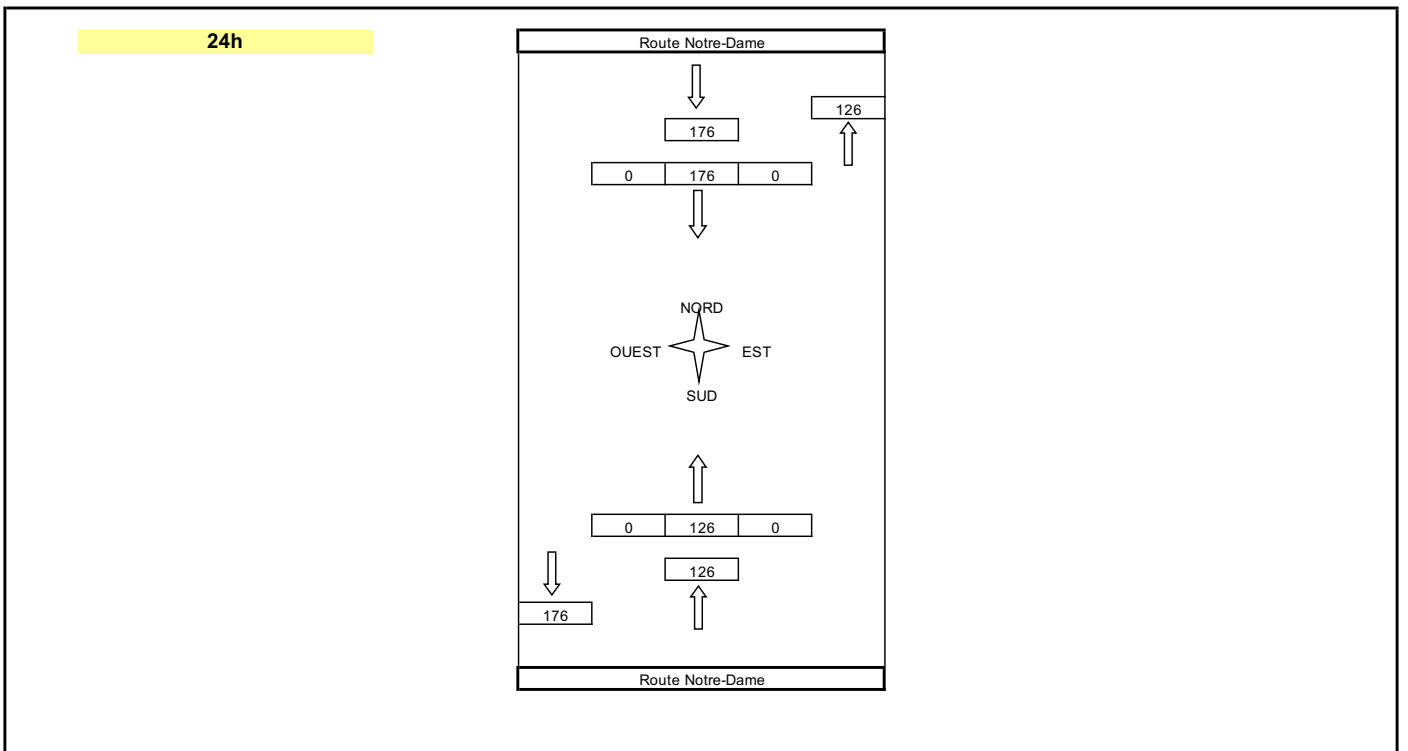 24h
Route Notre-Dame
126
176
0 176 0
NORD
OUEST EST
SUD
0 126 0
126
176
Route Notre-Dame